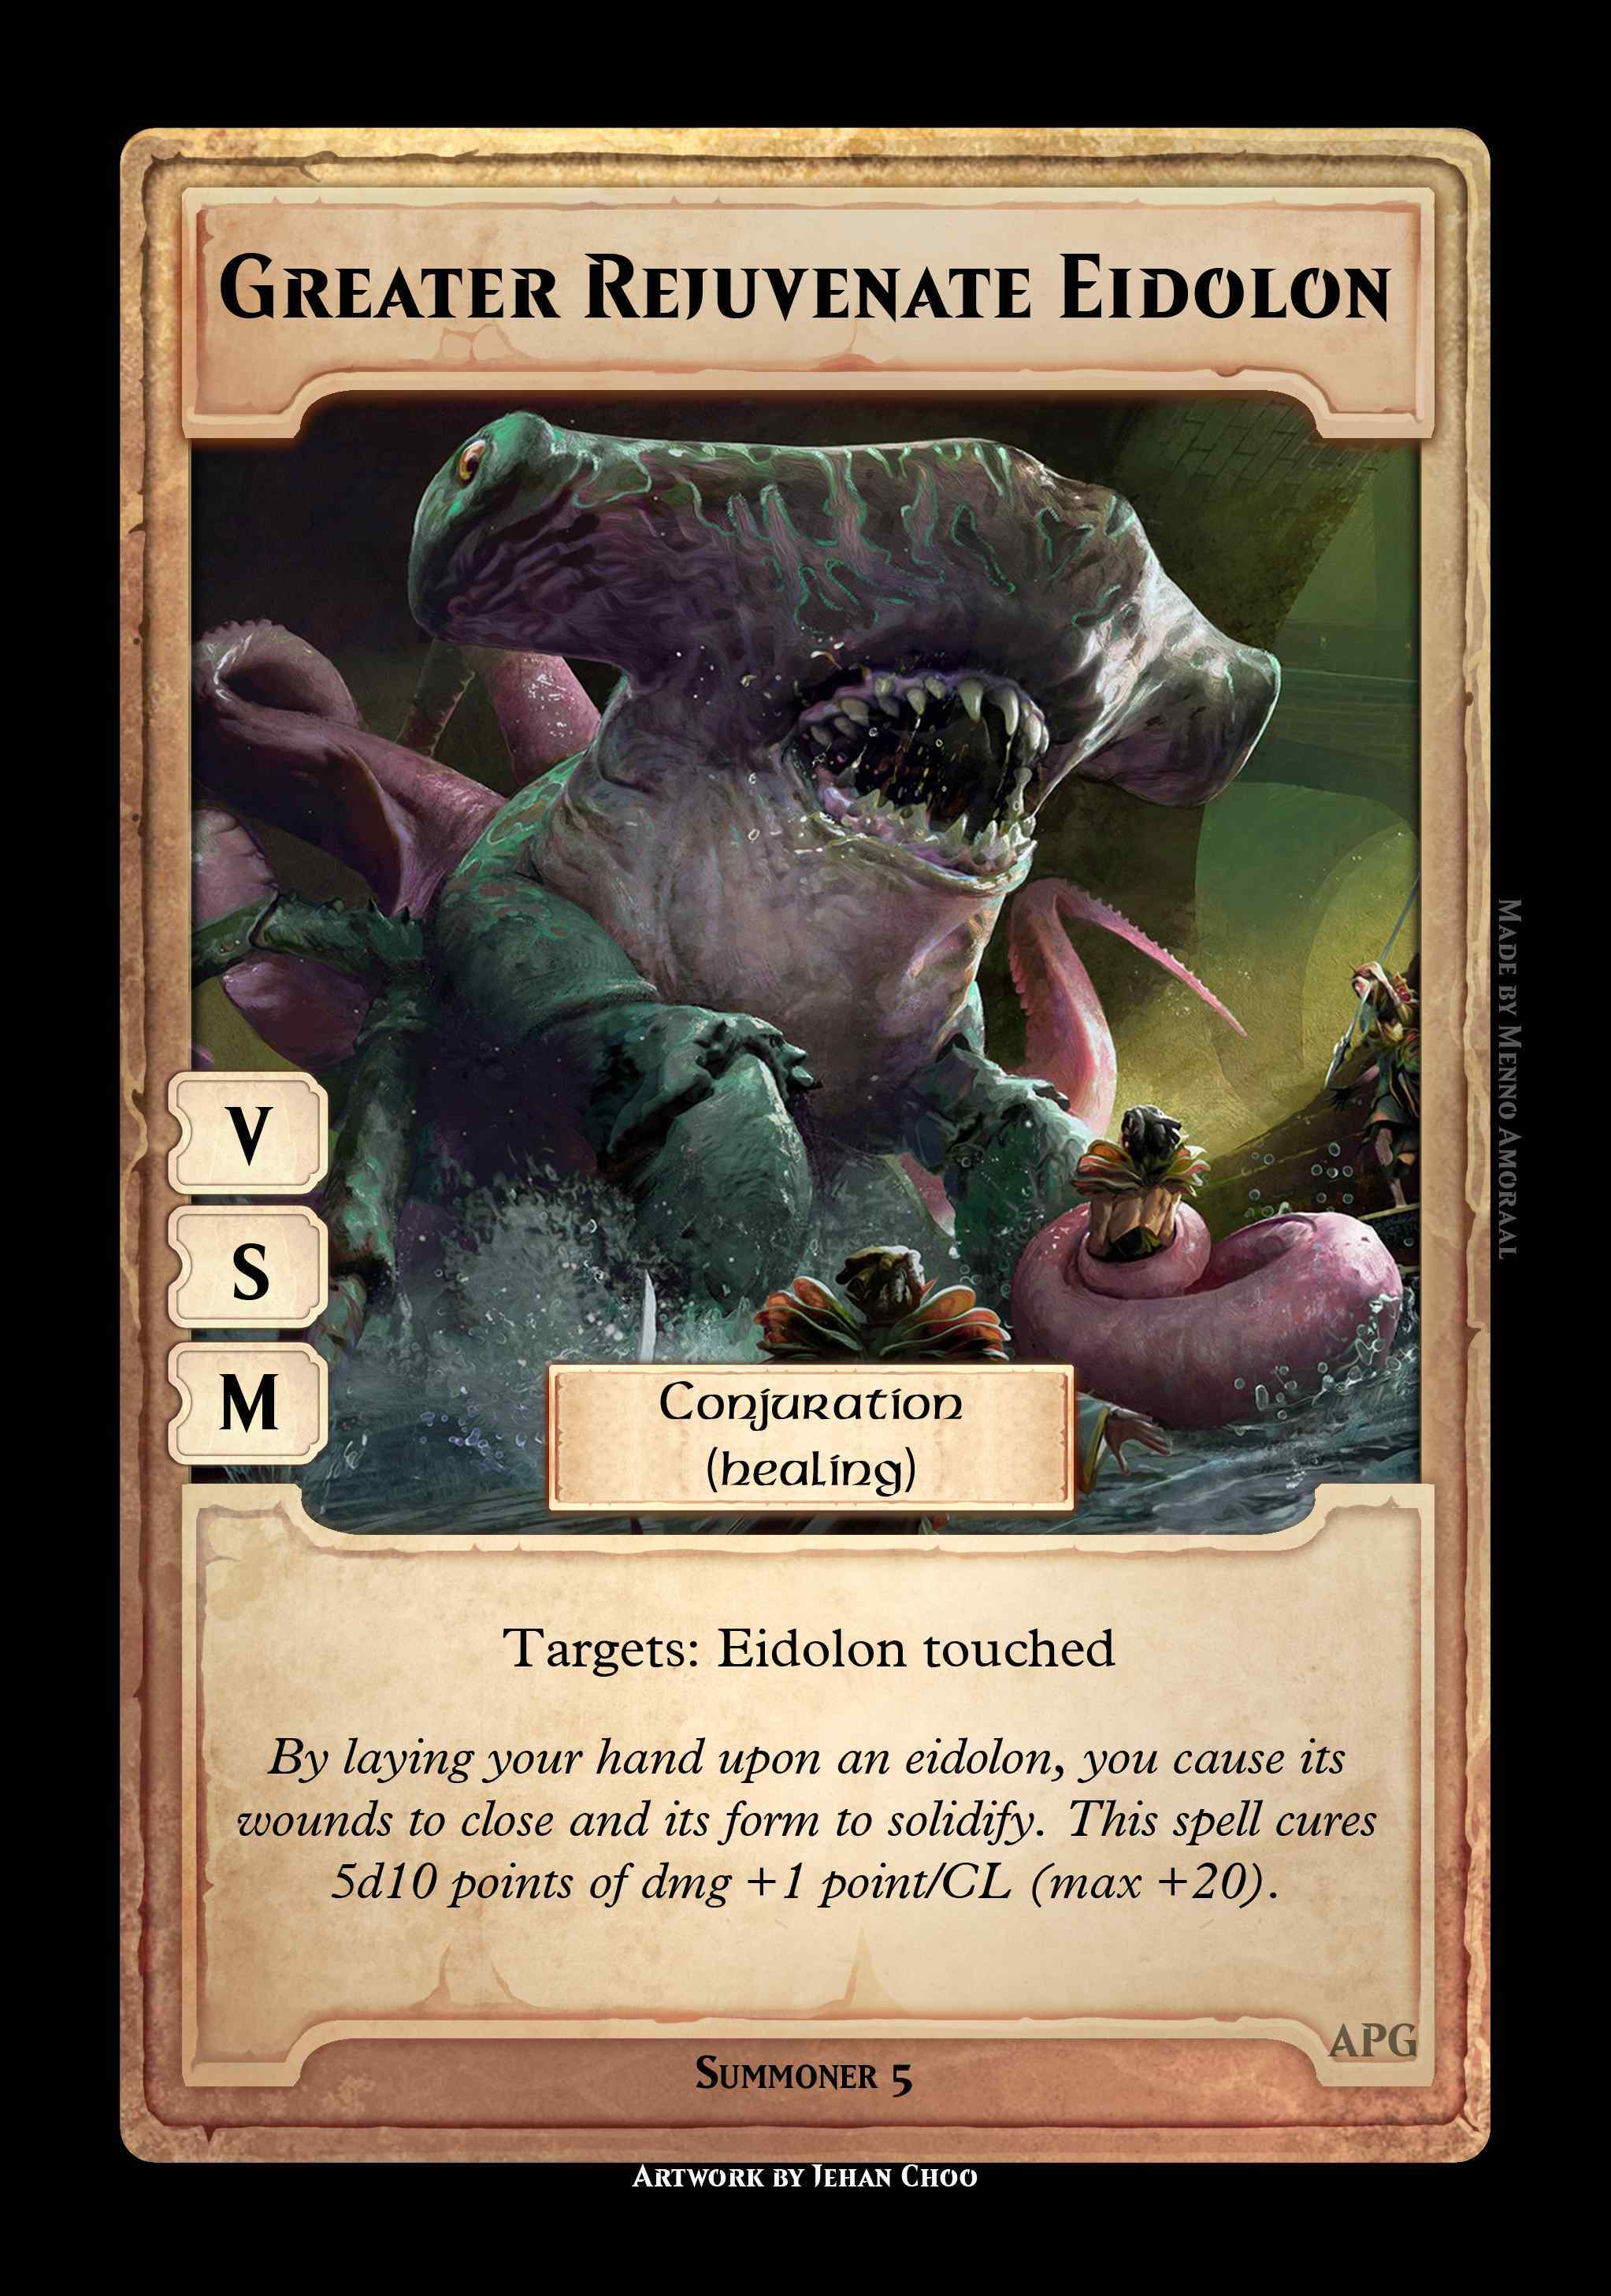 Greater Rejuvenate Eidolon
V
S
M
Conjuration
(healing)
Targets: Eidolon touched
By laying your hand upon an eidolon, you cause its
wounds to close and its form to solidify. This spell cures
5d10 points of dmg +1 point/CL (max +20).
APG
Summoner 5
Artwork by Jehan Choo
Made by Menno Amoraal